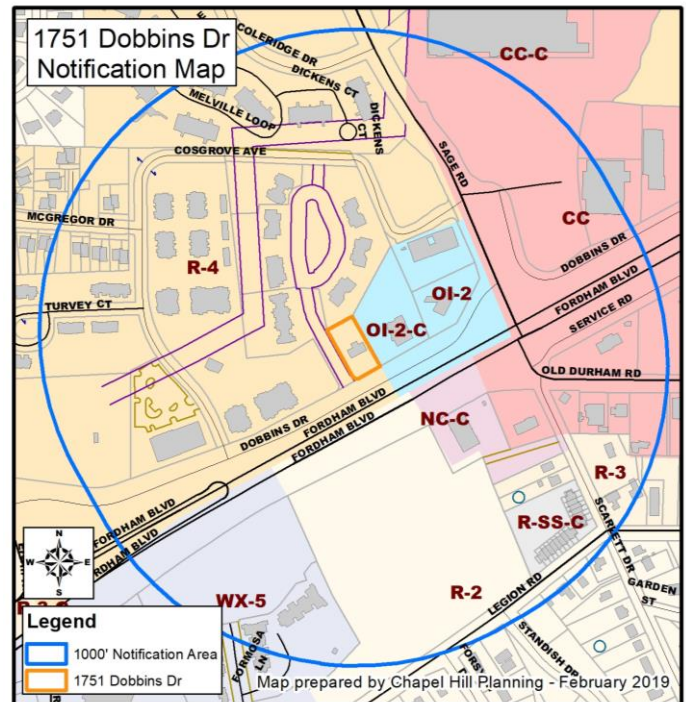 1751 Dobbins Dr
Notification Map
COLERIDGE DR
DICKENS CT
MELVILLE LOOP
DICKENS CT
COSGROVE AVE
CC-C
SAGE RD
MCGREGOR DR
CC
R-4
DOBBINS DR
FORDHAM BLVD
SERVICE RD
TURVEY CT
OI-2
OI-2-C
OLD DURHAM RD
DOBBINS DR
FORDHAM BLVD
FORDHAM BLVD
NC-C
R-3
R-SS-C
SCARLETT DR
FORDHAM BLVD
N
W E
S
WX-5
R-2
LEGION RD
GARDEN ST
STANDISH DR
FORMOSA LN
Legend
1000' Notification Area
1751 Dobbins Dr
Map prepared by Chapel Hill Planning - February 2019